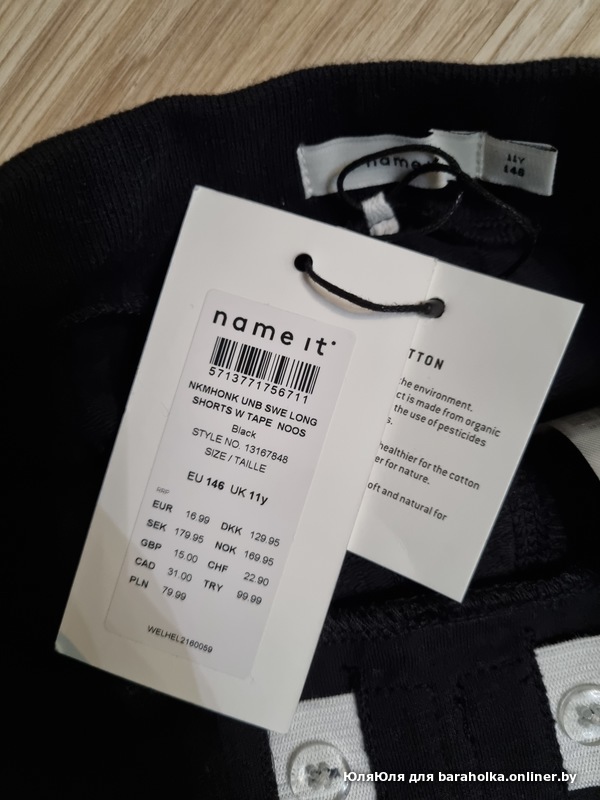 name it
11Y
146
name it
5713771756711
NKMHONK UNB SWE LONG
SHORTS W TAPE NOOS
Black
STYLE NO. 13167848
SIZE / TAILLE
EU 146 UK 11y
RRP
EUR 16.99 DKK 129.95
SEK 179.95 NOK 169.95
GBP 15.00 CHF 22.90
CAD 31.00 TRY 99.99
PLN 79.99
WELHEL2160059
TTON
the environment.
ct is made from organic
the use of pesticides
s.
healthier for the cotton
er for nature.
oft and natural for
ЮляЮля для baraholka.onliner.by